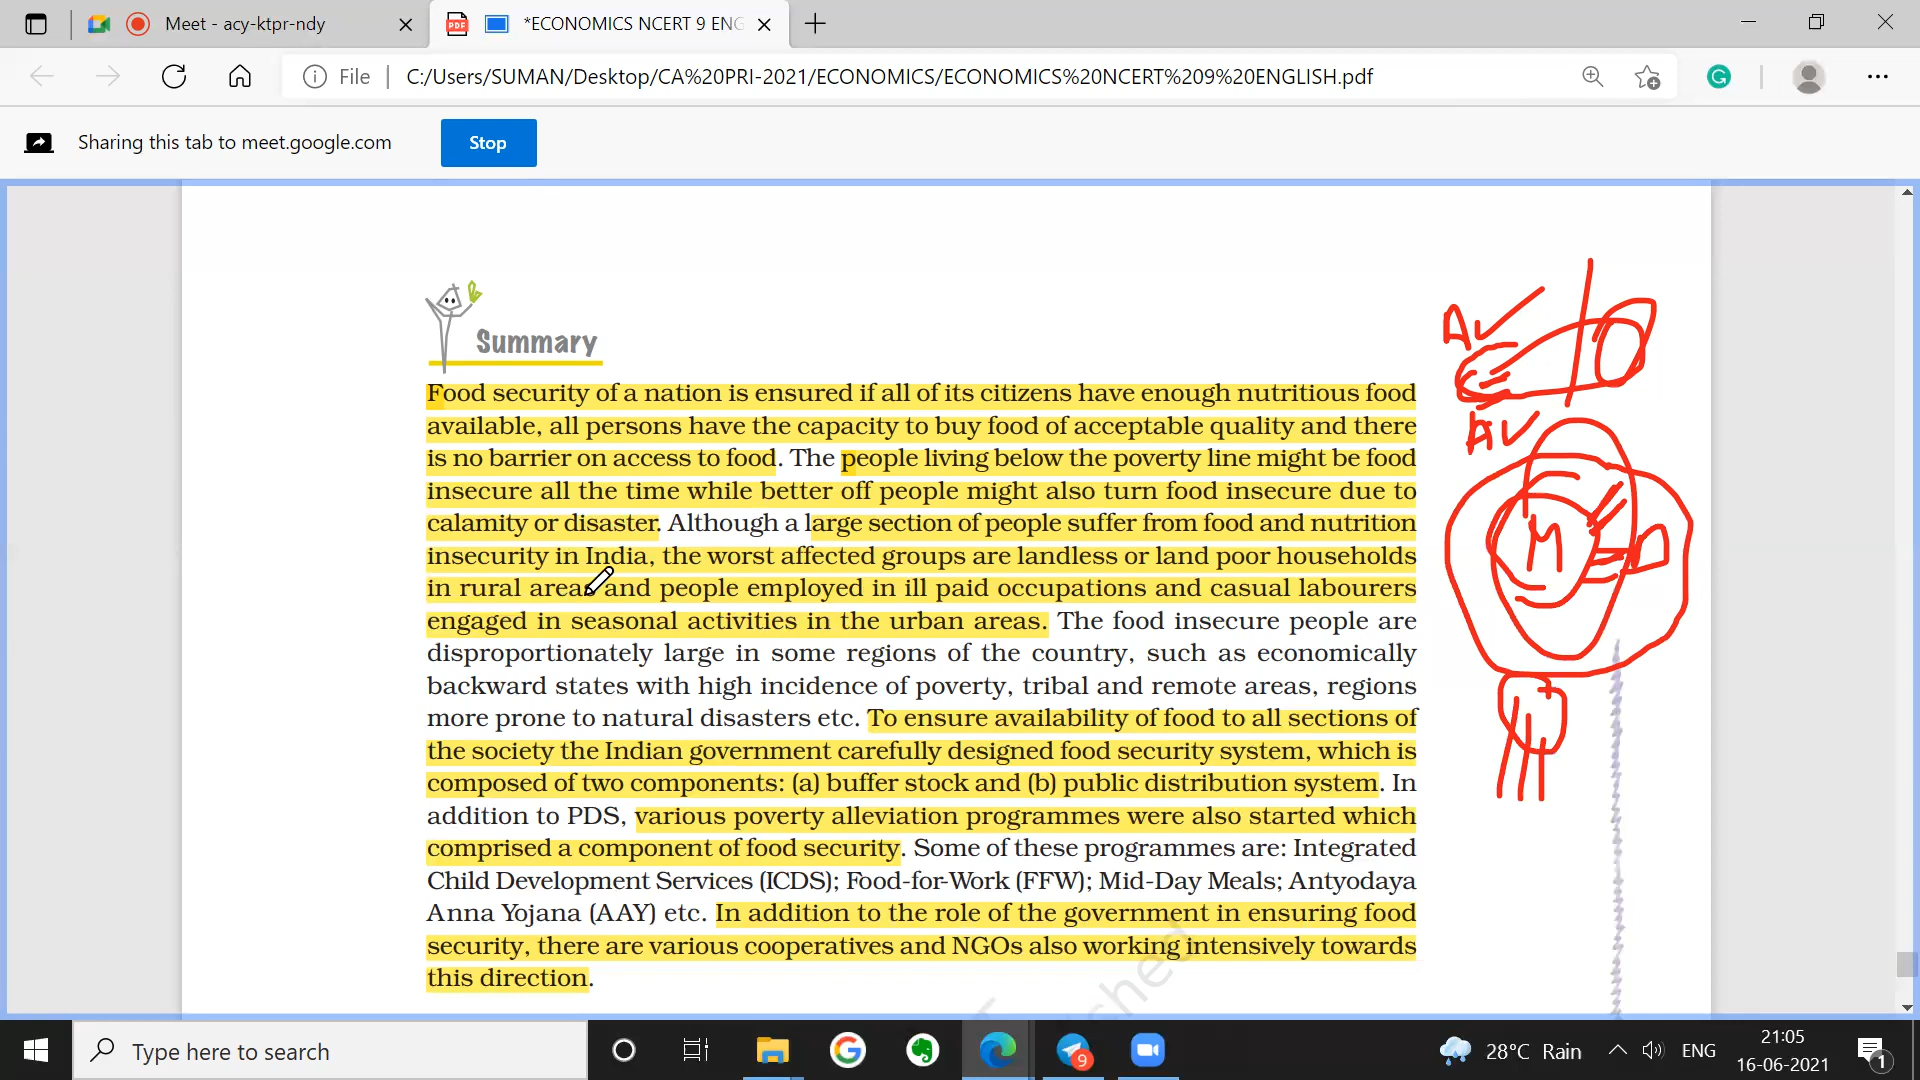 Meet - acy-ktpr-ndy
*ECONOMICS NCERT 9 ENG
File
C:/Users/SUMAN/Desktop/CA%20PRI-2021/ECONOMICS/ECONOMICS%20NCERT%209%20ENGLISH.pdf
Sharing this tab to meet.google.com
Stop
Summary
Food security of a nation is ensured if all of its citizens have enough nutritious food
available, all persons have the capacity to buy food of acceptable quality and there
is no barrier on access to food. The people living below the poverty line might be food
insecure all the time while better off people might also turn food insecure due to
calamity or disaster. Although a large section of people suffer from food and nutrition
insecurity in India, the worst affected groups are landless or land poor households
in rural areas and people employed in ill paid occupations and casual labourers
engaged in seasonal activities in the urban areas. The food insecure people are
disproportionately large in some regions of the country, such as economically
backward states with high incidence of poverty, tribal and remote areas, regions
more prone to natural disasters etc. To ensure availability of food to all sections of
the society the Indian government carefully designed food security system, which is
composed of two components: (a) buffer stock and (b) public distribution system. In
addition to PDS, various poverty alleviation programmes were also started which
comprised a component of food security. Some of these programmes are: Integrated
Child Development Services (ICDS); Food-for-Work (FFW); Mid-Day Meals; Antyodaya
Anna Yojana (AAY) etc. In addition to the role of the government in ensuring food
security, there are various cooperatives and NGOs also working intensively towards
this direction.
M
Type here to search
9
28°C Rain
ENG
21:05
16-06-2021
1